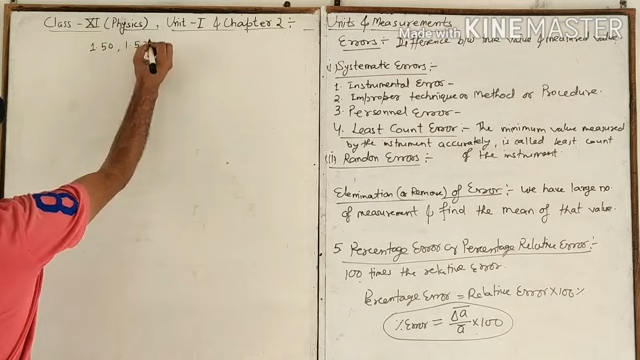 Class - XI (Physics), Unit - I & Chapter 2 :-
1.50, 1.5
Units & Measurements
Errors :- Difference b/w true value & measured value
(i) Systematic Errors
1. Instrumental Error -
2. Improper technique or Method or Procedure
3. Personnel Error -
4. Least Count Error :- The minimum value measured
by the instrument accurately, is called least count
of the instrument
(ii) Randon Errors :-
Elemination (or Remove) of Error :- We have large no.
of measurement & find the mean of that value.
5 Percentage Error or Percentage Relative Error :-
100 times the relative Error.
Percentage Error = Relative Error × 100 %
% Error = Δa/a × 100
Made with KINEMASTER
8